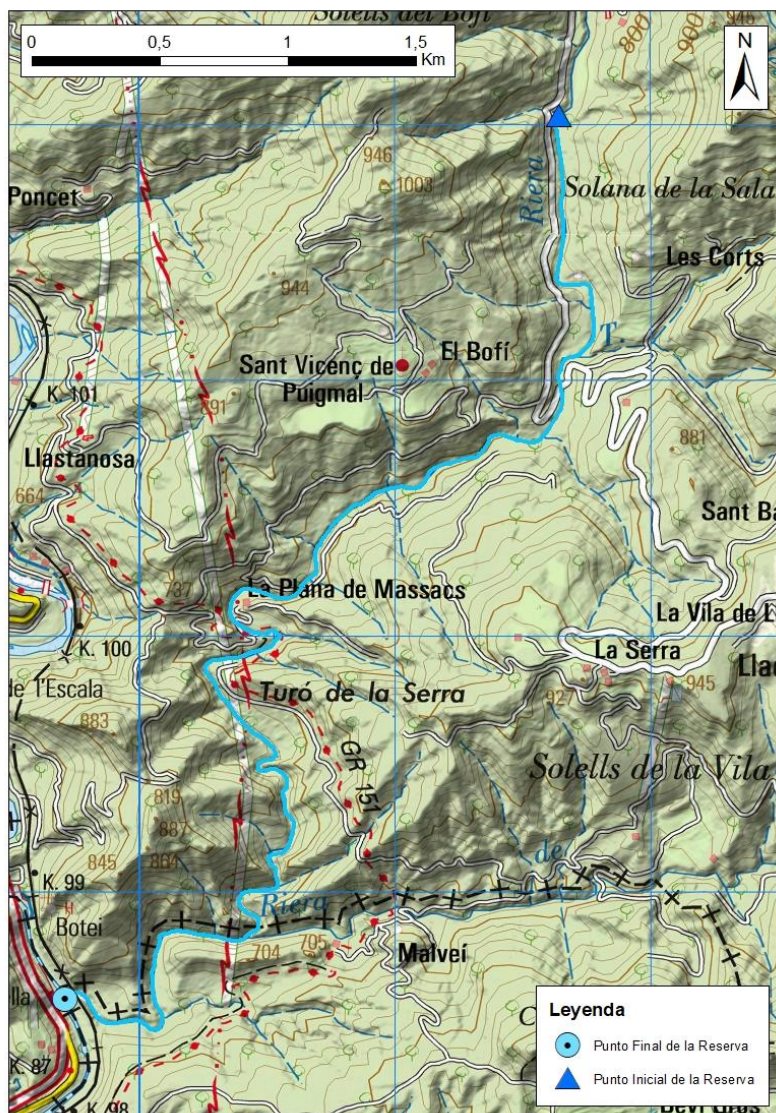 Solells del Bofí
0 0,5 1 1,5
Km
N
800
900
945
946
1003
Riera
Solana de la Sala
Poncet
Les Corts
944
T.
El Bofí
Sant Vicenç de
Puigmal
K. 101
891
881
Llastanosa
664
Sant Ba
737
La Plana de Massacs
La Vila de L
K. 100
La Serra
Lla
de l'Escala
Turó de la Serra
945
92
883
GR 151
Solells de la Vila
819
887
845
864
de
K. 99
Riera
Botei
704
705
Malveí
ella
K. 87
K. 98
C
Leyenda
Punto Final de la Reserva
Punto Inicial de la Reserva